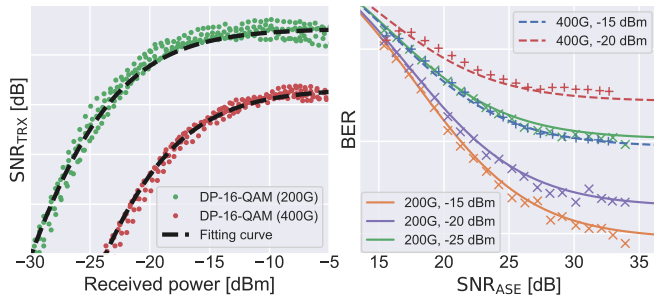 SNR_TRX [dB]
DP-16-QAM (200G)
DP-16-QAM (400G)
Fitting curve
−30 −25 −20 −15 −10 −5
Received power [dBm]
BER
400G, -15 dBm
400G, -20 dBm
200G, -15 dBm
200G, -20 dBm
200G, -25 dBm
15 20 25 30 35
SNR_ASE [dB]